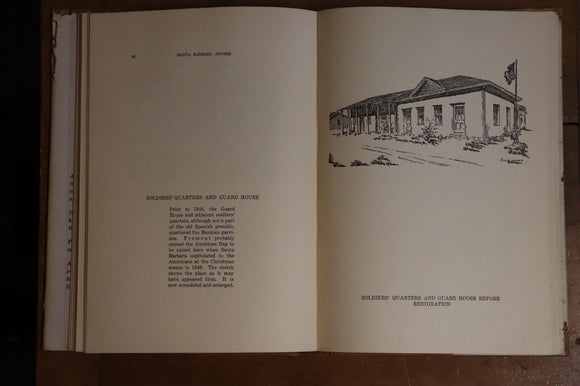 SANTA BARBARA ADOBES
SOLDIERS' QUARTERS AND GUARD HOUSE
Prior to 1846, the Guard
House and adjacent soldiers'
quarters, although not a part
of the old Spanish presidio,
quartered the Mexican garri-
son. Fremont probably
caused the American flag to
be raised here when Santa
Barbara capitulated to the
Americans at the Christmas
season in 1846. The sketch
shows the place as it may
have appeared then. It is
now remodeled and enlarged.
SOLDIERS' QUARTERS AND GUARD HOUSE BEFORE
RESTORATION